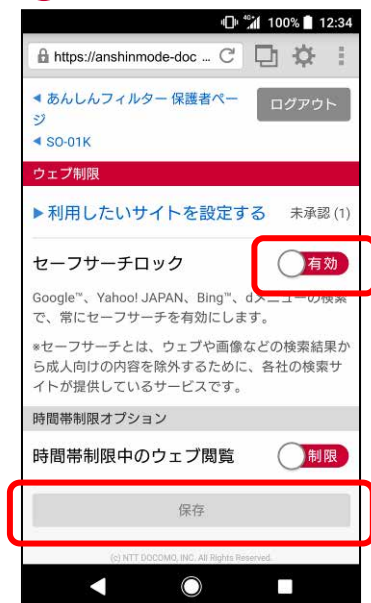 4G 100% 12:34
https://anshinmode-doc ...
◀ あんしんフィルター 保護者ペー
ジ
ログアウト
◀ SO-01K
ウェブ制限
▶利用したいサイトを設定する 未承認 (1)
セーフサーチロック 有効
Google™、Yahoo! JAPAN、Bing™、dメニューの検索
で、常にセーフサーチを有効にします。
*セーフサーチとは、ウェブや画像などの検索結果か
ら成人向けの内容を除外するために、各社の検索サ
イトが提供しているサービスです。
時間帯制限オプション
時間帯制限中のウェブ閲覧 制限
保存
(c) NTT DOCOMO, INC. All Rights Reserved.